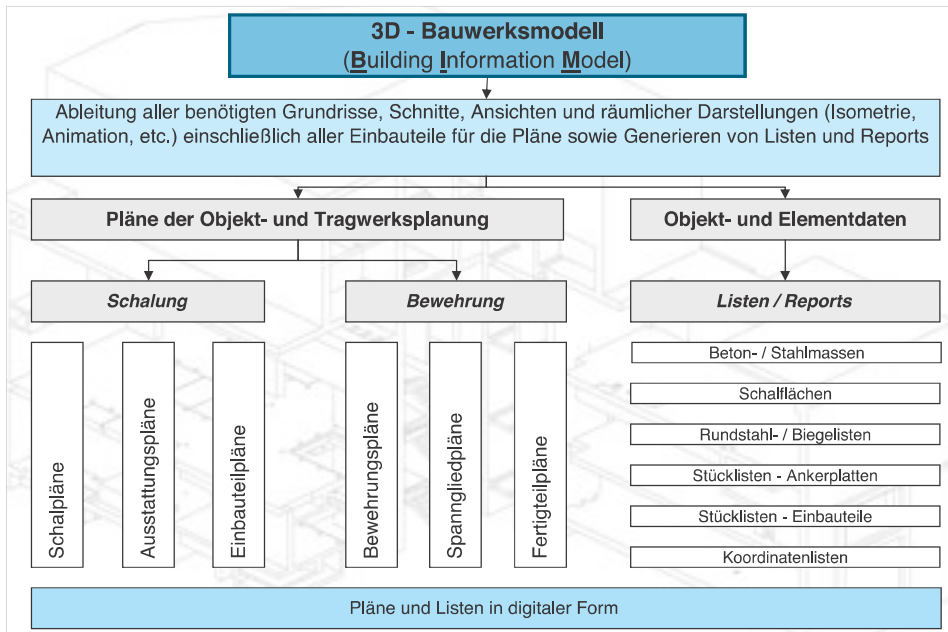 3D - Bauwerksmodell
(Building Information Model)
Ableitung aller benötigten Grundrisse, Schnitte, Ansichten und räumlicher Darstellungen (Isometrie,
Animation, etc.) einschließlich aller Einbauteile für die Pläne sowie Generieren von Listen und Reports
Pläne der Objekt- und Tragwerksplanung
Objekt- und Elementdaten
Schalung
Bewehrung
Listen / Reports
Schalpläne
Ausstattungspläne
Einbauteilpläne
Bewehrungspläne
Spanngliedpläne
Fertigteilpläne
Beton- / Stahlmassen
Schalflächen
Rundstahl- / Biegelisten
Stücklisten - Ankerplatten
Stücklisten - Einbauteile
Koordinatenlisten
Pläne und Listen in digitaler Form